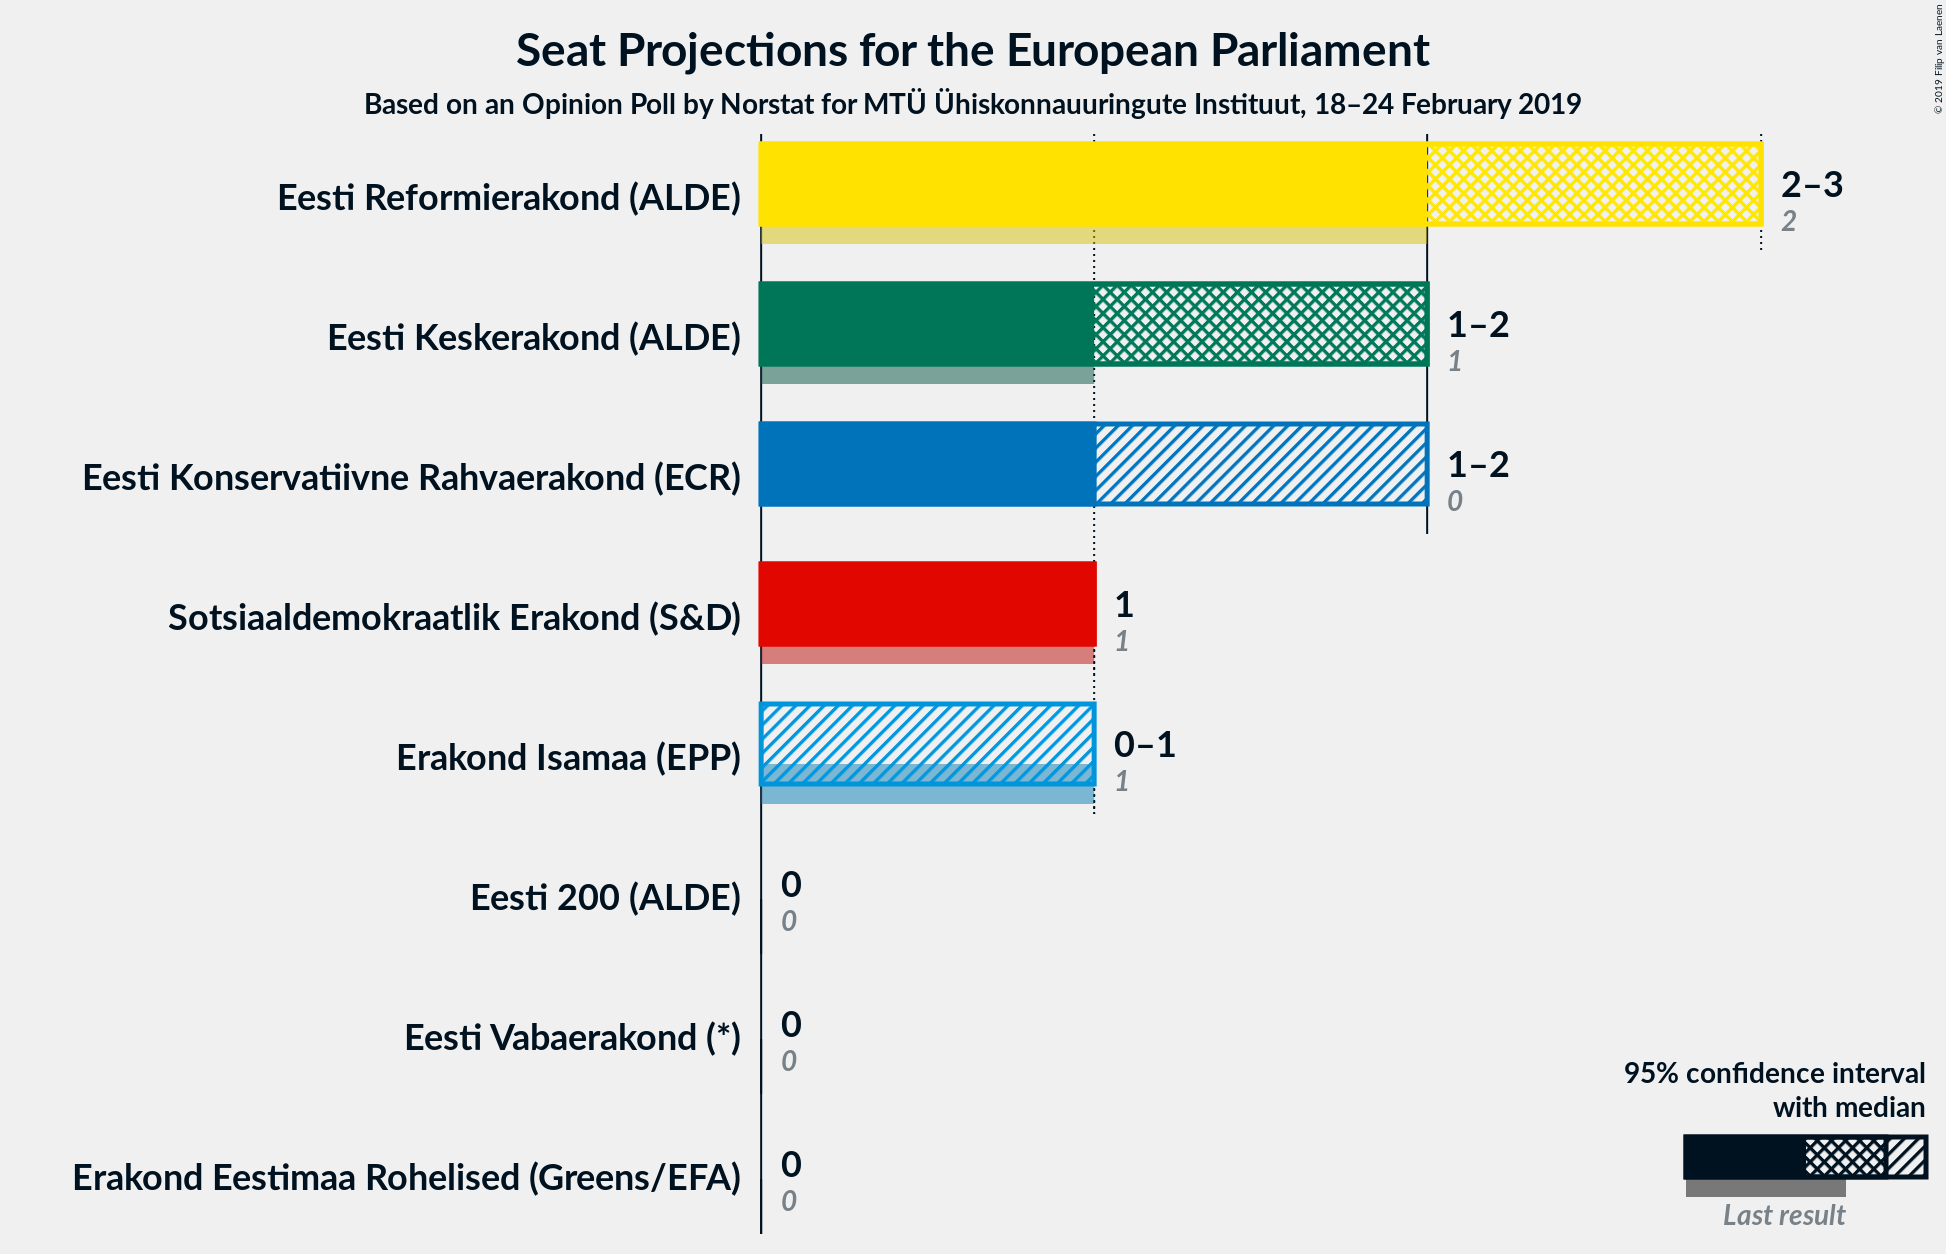 Seat Projections for the European Parliament
Based on an Opinion Poll by Norstat for MTÜ Ühiskonnauuringute Instituut, 18–24 February 2019
© 2019 Filip van Laenen
Eesti Reformierakond (ALDE)
2–3
2
Eesti Keskerakond (ALDE)
1–2
1
Eesti Konservatiivne Rahvaerakond (ECR)
1–2
0
Sotsiaaldemokraatlik Erakond (S&D)
1
1
Erakond Isamaa (EPP)
0–1
1
Eesti 200 (ALDE)
0
0
Eesti Vabaerakond (*)
0
0
Erakond Eestimaa Rohelised (Greens/EFA)
0
0
95% confidence interval
with median
Last result